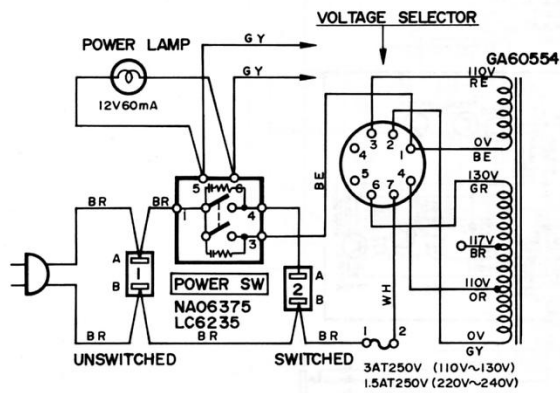 VOLTAGE SELECTOR
POWER LAMP
GY
GY
12V60mA
GA60554
110V
RE
0V
BE
130V
GR
117V
BR
110V
OR
0V
GY
3
2
4
1
5
4
6
7
BE
WH
5
6
1
4
3
BR
BR
A
1
B
POWER SW
NA06375
LC6235
A
2
B
BR
BR
BR
1
2
UNSWITCHED
SWITCHED
3AT250V (110V~130V)
1.5AT250V (220V~240V)